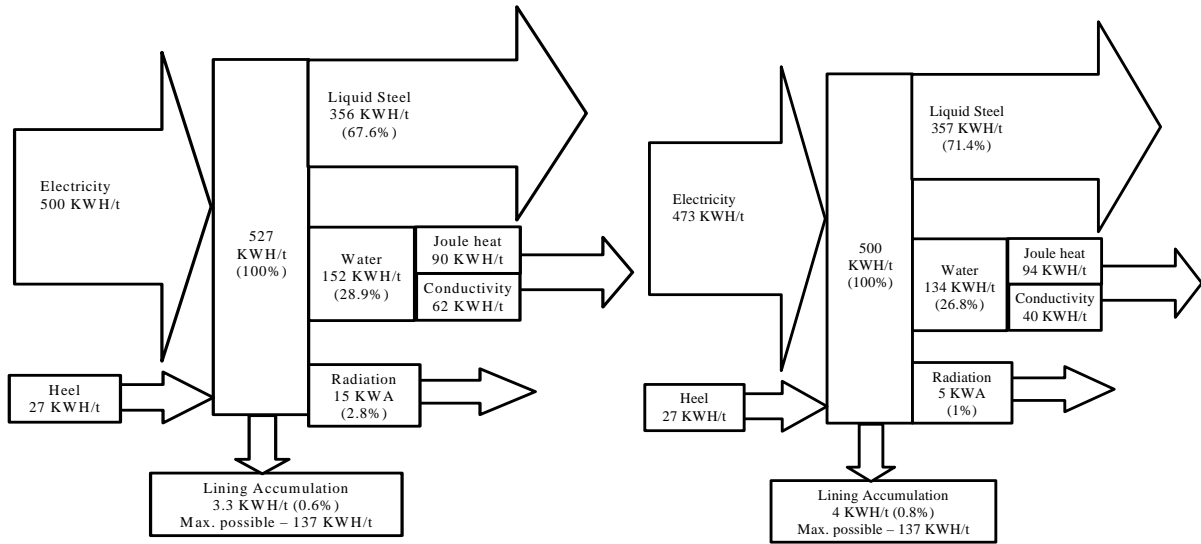 Liquid Steel
356 KWH/t
(67.6%)
Electricity
500 KWH/t
527
KWH/t
(100%)
Water
152 KWH/t
(28.9%)
Joule heat
90 KWH/t
Conductivity
62 KWH/t
Heel
27 KWH/t
Radiation
15 KWA
(2.8%)
Lining Accumulation
3.3 KWH/t (0.6%)
Max. possible – 137 KWH/t
Liquid Steel
357 KWH/t
(71.4%)
Electricity
473 KWH/t
500
KWH/t
(100%)
Water
134 KWH/t
(26.8%)
Joule heat
94 KWH/t
Conductivity
40 KWH/t
Heel
27 KWH/t
Radiation
5 KWA
(1%)
Lining Accumulation
4 KWH/t (0.8%)
Max. possible – 137 KWH/t